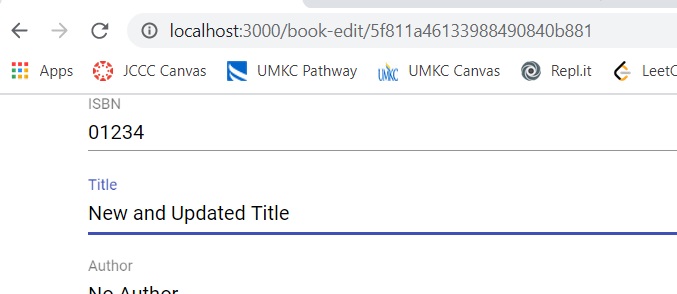 localhost:3000/book-edit/5f811a46133988490840b881
Apps JCCC Canvas UMKC Pathway UMKC UMKC Canvas Repl.it LeetC
ISBN
01234
Title
New and Updated Title
Author
No Author